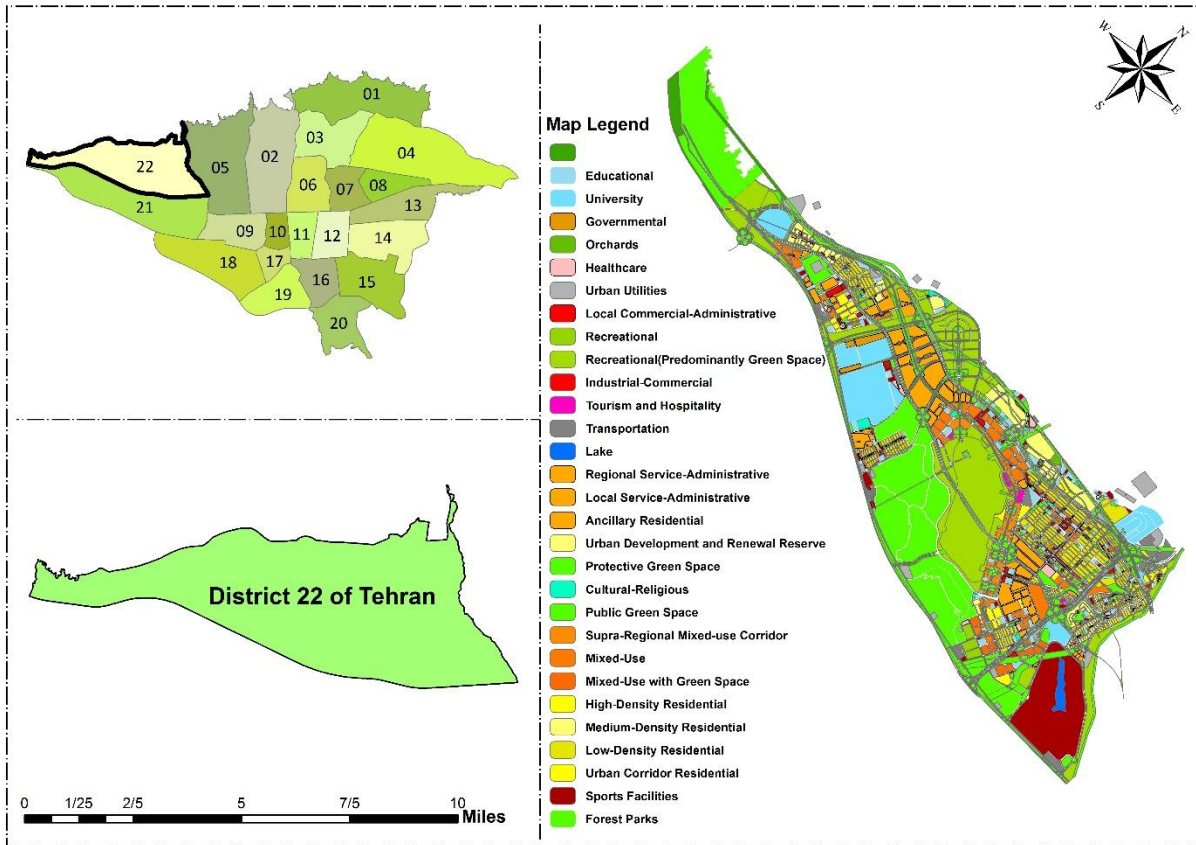 01
03
02
04
05
22
06
07
08
21
13
09
10
11
12
14
18
17
16
15
19
20
District 22 of Tehran
0
1/25
2/5
5
7/5
10
Miles
Map Legend
Educational
University
Governmental
Orchards
Healthcare
Urban Utilities
Local Commercial-Administrative
Recreational
Recreational(Predominantly Green Space)
Industrial-Commercial
Tourism and Hospitality
Transportation
Lake
Regional Service-Administrative
Local Service-Administrative
Ancillary Residential
Urban Development and Renewal Reserve
Protective Green Space
Cultural-Religious
Public Green Space
Supra-Regional Mixed-use Corridor
Mixed-Use
Mixed-Use with Green Space
High-Density Residential
Medium-Density Residential
Low-Density Residential
Urban Corridor Residential
Sports Facilities
Forest Parks
W
N
S
E